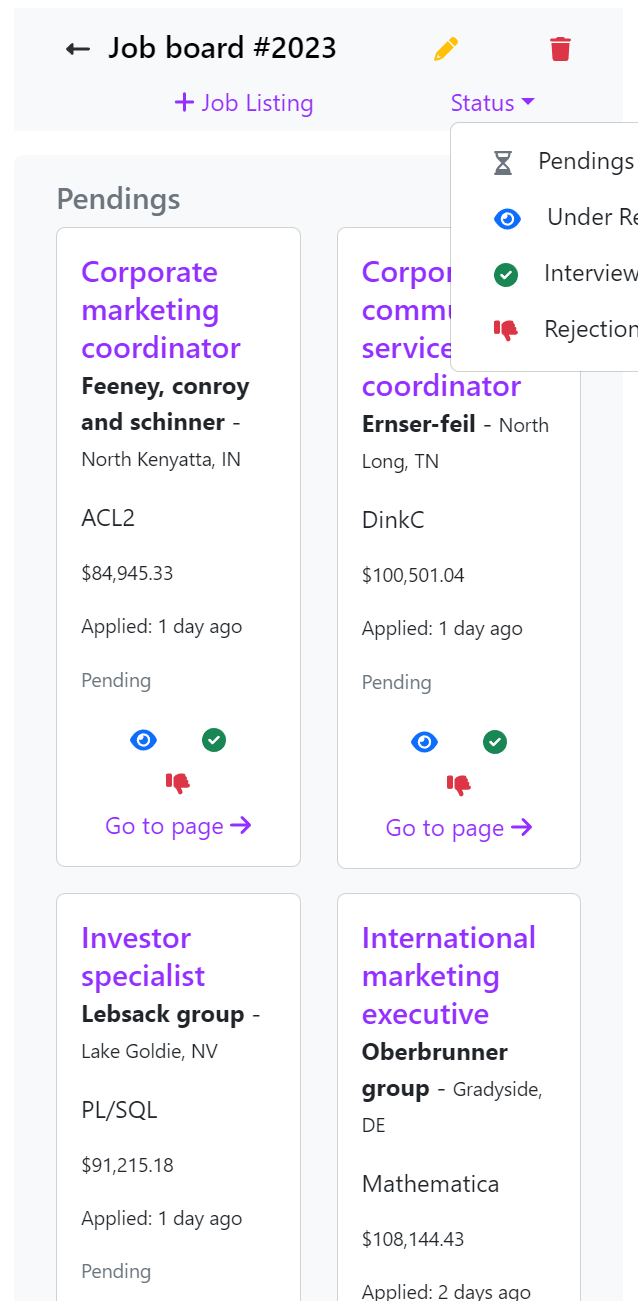 Job board #2023
Job Listing
Status
Pendings
Under
Interview
Rejection
Pendings
Corporate
marketing
coordinator
Feeney, conroy
and schinner -
North Kenyatta, IN
ACL2
$84,945.33
Applied: 1 day ago
Pending
Go to page
coordinator
Ernser-feil - North
Long, TN
DinkC
$100,501.04
Applied: 1 day ago
Pending
Go to page
Investor
specialist
Lebsack group -
Lake Goldie, NV
PL/SQL
$91,215.18
Applied: 1 day ago
Pending
International
marketing
executive
Oberbrunner
group - Gradyside,
DE
Mathematica
$108,144.43
Applied: 2 days ago